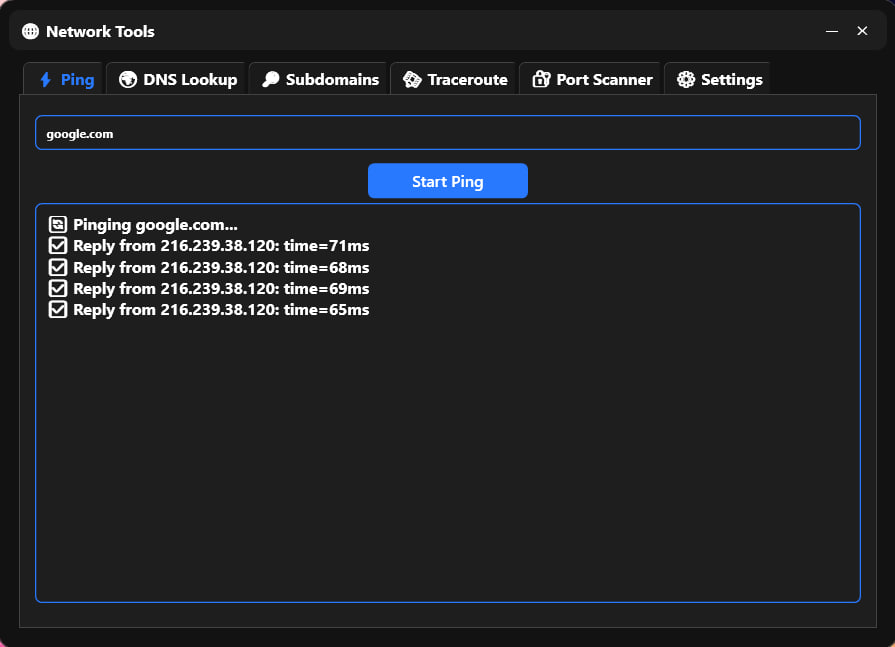 Network Tools
Ping DNS Lookup Subdomains Traceroute Port Scanner Settings
google.com
Start Ping
Pinging google.com...
Reply from 216.239.38.120: time=71ms
Reply from 216.239.38.120: time=68ms
Reply from 216.239.38.120: time=69ms
Reply from 216.239.38.120: time=65ms